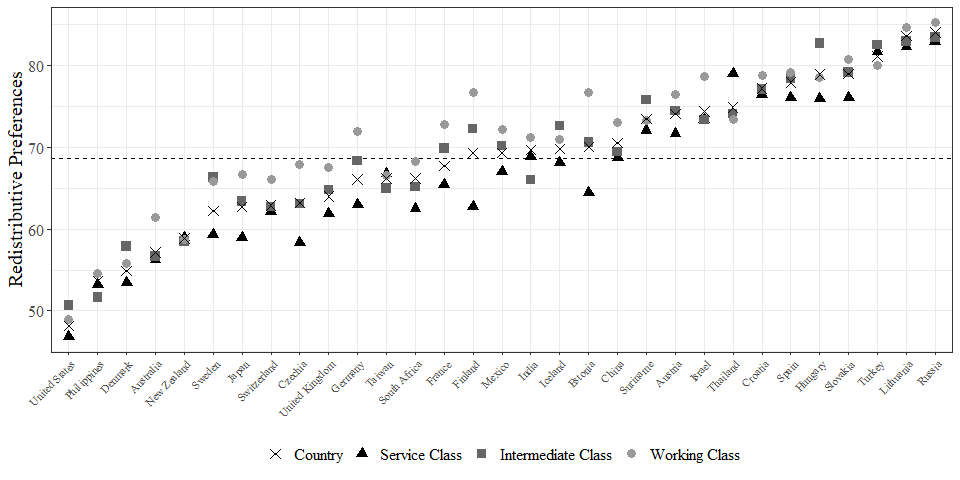 Redistributive Preferences
80
70
60
50
United States
Philippines
Denmark
Australia
New Zealand
Sweden
Japan
Switzerland
Czechia
United Kingdom
Germany
Taiwan
South Africa
France
Finland
Mexico
India
Iceland
Estonia
China
Suriname
Austria
Israel
Thailand
Croatia
Spain
Hungary
Slovakia
Turkey
Lithuania
Russia
Country Service Class Intermediate Class Working Class